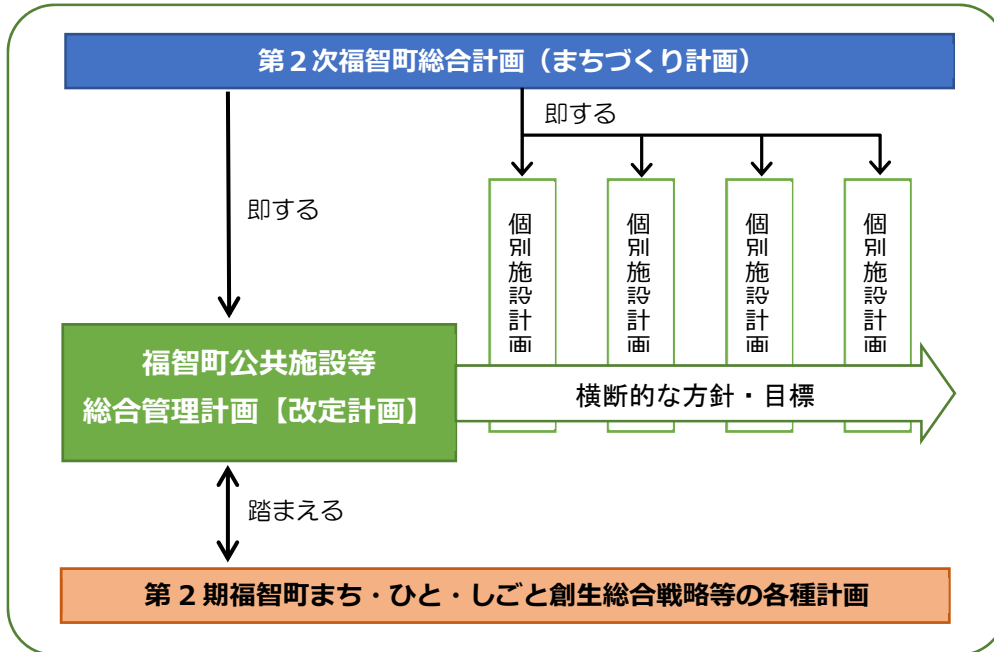 第２次福智町総合計画（まちづくり計画）
即する
即する
個別施設計画
個別施設計画
個別施設計画
個別施設計画
福智町公共施設等
総合管理計画【改定計画】
横断的な方針・目標
踏まえる
第２期福智町まち・ひと・しごと創生総合戦略等の各種計画